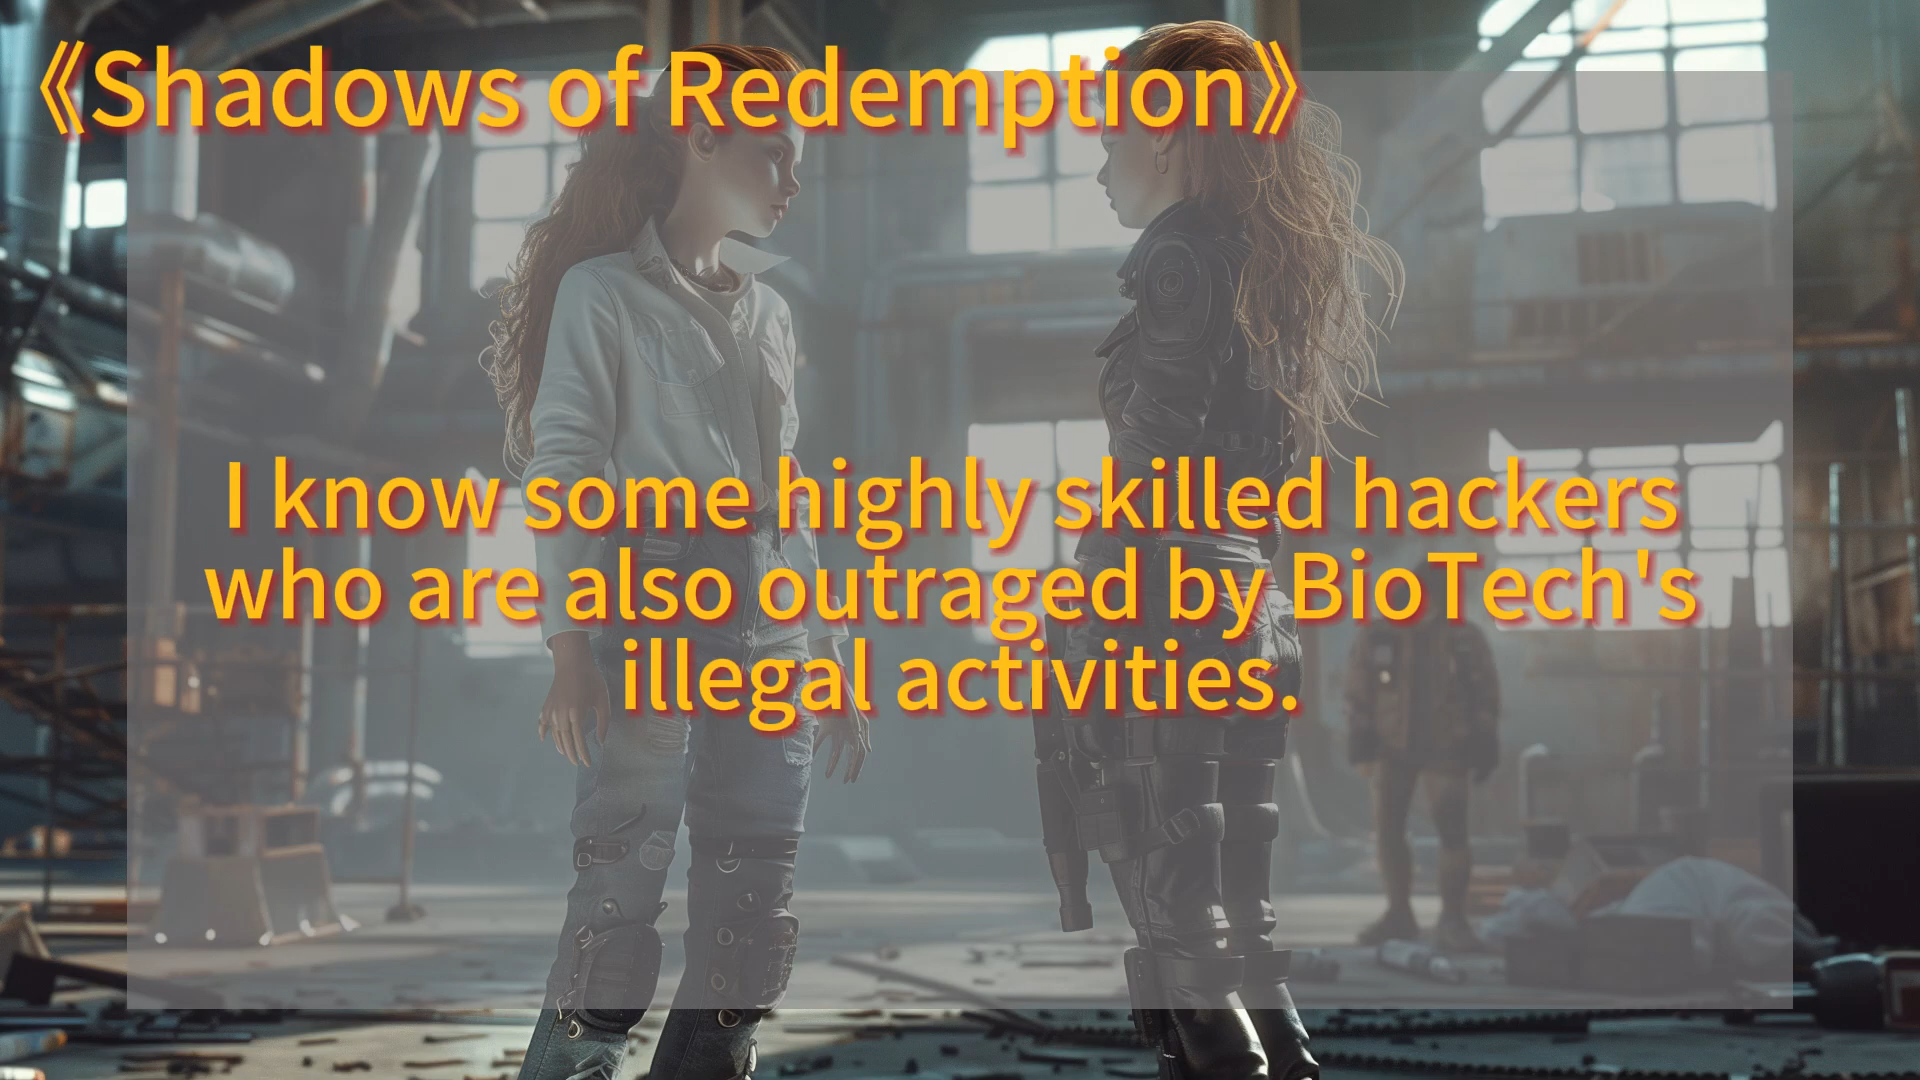 《Shadows of Redemption》
I know some highly skilled hackers
who are also outraged by BioTech's
illegal activities.